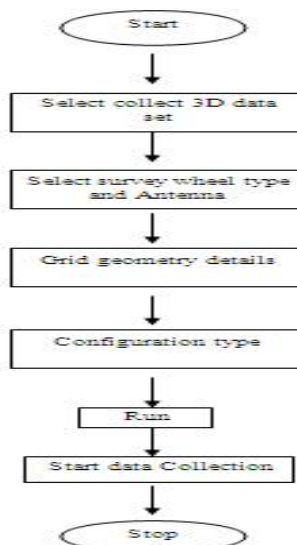 Start
Select collect 3D data
set
Select survey wheel type
and Antenna
Grid geometry details
Configuration type
Run
Start data Collection
Stop